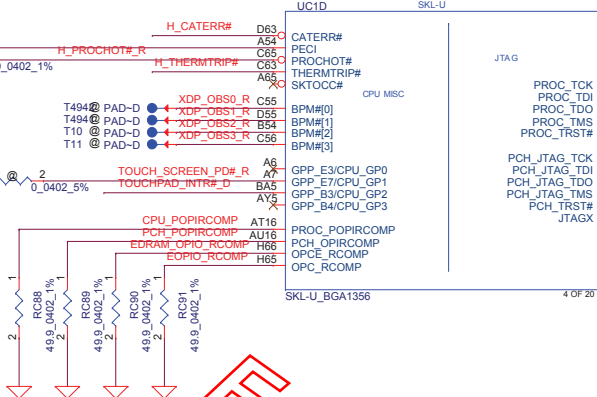 UC1D
SKL-U
H_CATERR#
D63
CATERR#
A54
PECI
H_PROCHOT#_R
C65
PROCHOT#
0_0402_1%
H_THERMTRIP#
C63
THERMTRIP#
A65
SKTOCC#
JTAG
CPU MISC
PROC_TCK
PROC_TDI
PROC_TDO
PROC_TMS
PROC_TRST#
T4942@ PAD~D
XDP_OBS0_R
C55
BPM#[0]
T4941@ PAD~D
XDP_OBS1_R
D55
BPM#[1]
T10 @ PAD~D
XDP_OBS2_R
B54
BPM#[2]
T11 @ PAD~D
XDP_OBS3_R
C56
BPM#[3]
PCH_JTAG_TCK
PCH_JTAG_TDI
PCH_JTAG_TDO
PCH_JTAG_TMS
PCH_TRST#
JTAGX
A6
GPP_E3/CPU_GP0
@
2
0_0402_5%
TOUCH_SCREEN_PD#_R
A7
GPP_E7/CPU_GP1
TOUCHPAD_INTR#_D
BA5
GPP_B3/CPU_GP2
AY5
GPP_B4/CPU_GP3
CPU_POPIRCOMP
AT16
PROC_POPIRCOMP
PCH_POPIRCOMP
AU16
PCH_OPIRCOMP
EDRAM_OPIO_RCOMP
H66
OPCE_RCOMP
EOPIO_RCOMP
H65
OPC_RCOMP
SKL-U_BGA1356
4 OF 20
1
2
RC88
49.9_0402_1%
1
2
RC89
49.9_0402_1%
1
2
RC90
49.9_0402_1%
1
2
RC91
49.9_0402_1%